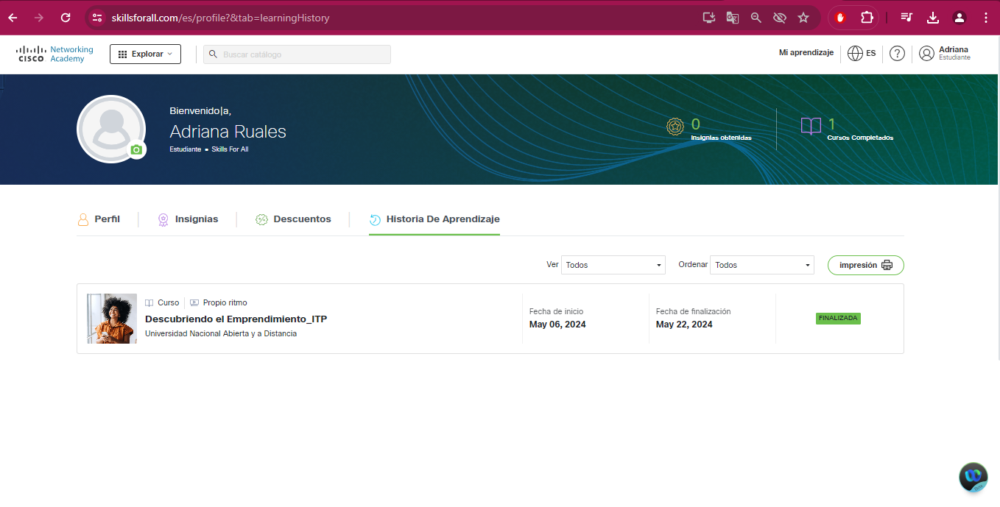 skillsforall.com/es/profile?&tab=learningHistory
CISCO Networking Academy
Explorar
Buscar catálogo
Mi aprendizaje
ES
?
Adriana
Estudiante
Bienvenido|a,
Adriana Ruales
Estudiante ▪ Skills For All
0
Insignias obtenidas
1
Cursos Completados
Perfil
Insignias
Descuentos
Historia De Aprendizaje
Ver Todos
Ordenar Todos
impresión
Curso
Propio ritmo
Descubriendo el Emprendimiento_ITP
Universidad Nacional Abierta y a Distancia
Fecha de inicio
May 06, 2024
Fecha de finalización
May 22, 2024
FINALIZADA